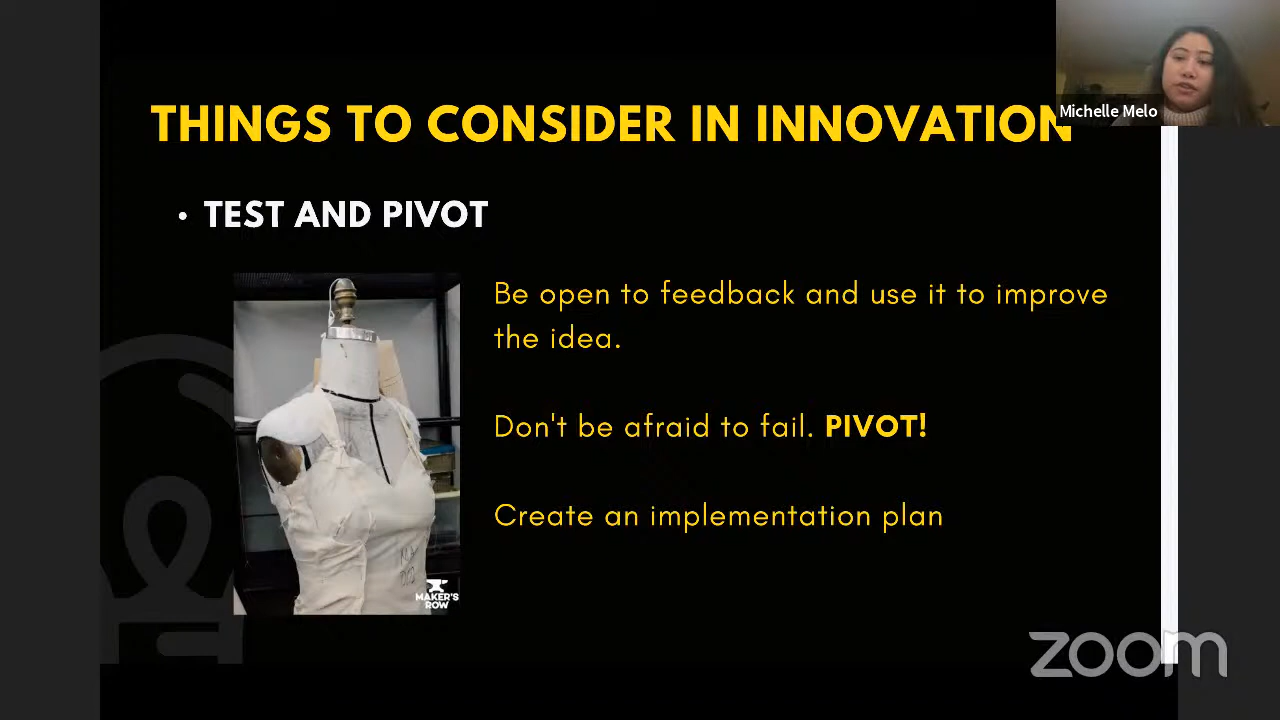 THINGS TO CONSIDER IN INNOVATION
Michelle Melo
• TEST AND PIVOT
Be open to feedback and use it to improve
the idea.
Don't be afraid to fail. PIVOT!
Create an implementation plan
MAKER'S
ROW
zoom